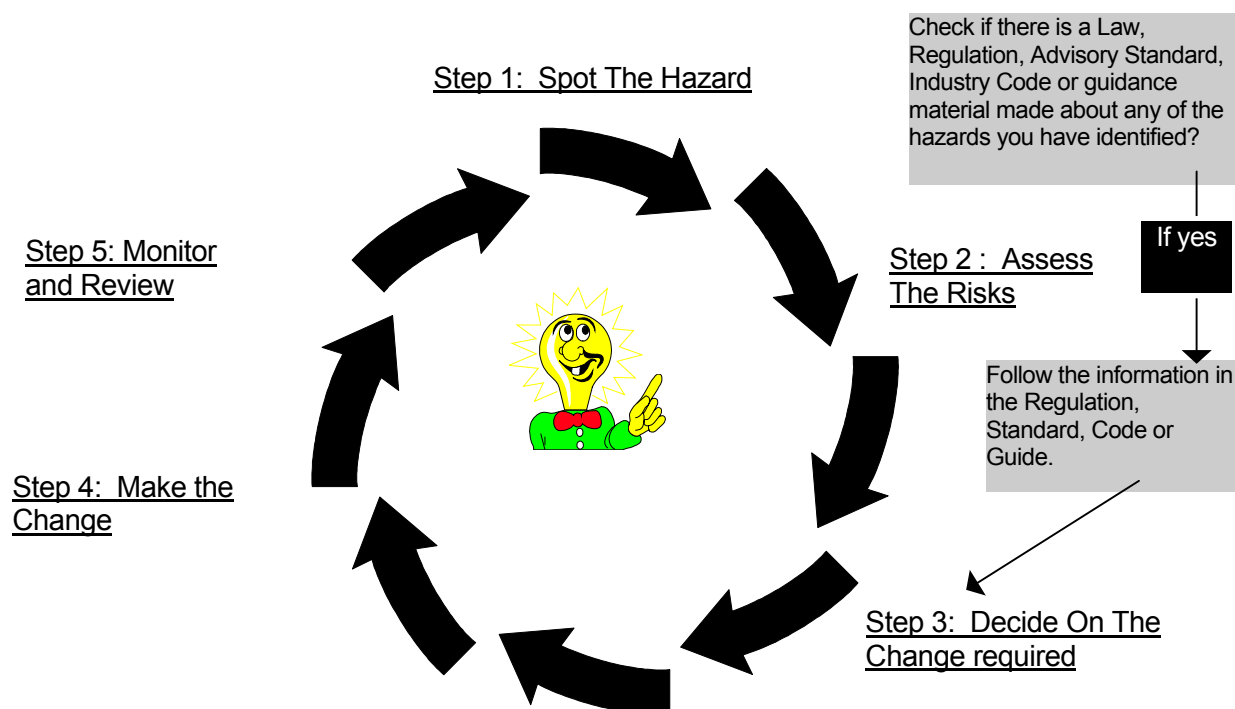 Step 1:  Spot The Hazard
Check if there is a Law,
Regulation, Advisory Standard,
Industry Code or guidance
material made about any of the
hazards you have identified?
If yes
Step 2 :  Assess
The Risks
Follow the information in
the Regulation,
Standard, Code or
Guide.
Step 3:  Decide On The
Change required
Step 4:  Make the
Change
Step 5: Monitor
and Review